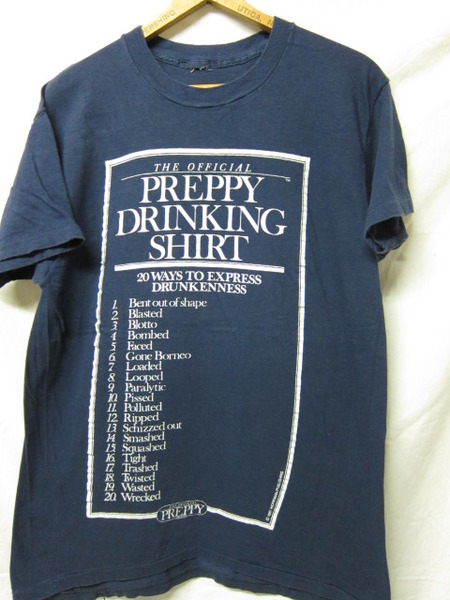 UTICA,
THE OFFICIAL
PREPPY ™
DRINKING
SHIRT
20 WAYS TO EXPRESS
DRUNKENNESS
1. Bent out of shape
2. Blasted
3. Blotto
4. Bombed
5. Faced
6. Gone Borneo
7. Loaded
8. Looped
9. Paralytic
10. Pissed
11. Polluted
12. Ripped
13. Schizzed out
14. Smashed
15. Squashed
16. Tight
17. Trashed
18. Twisted
19. Wasted
20. Wrecked
PREPPY